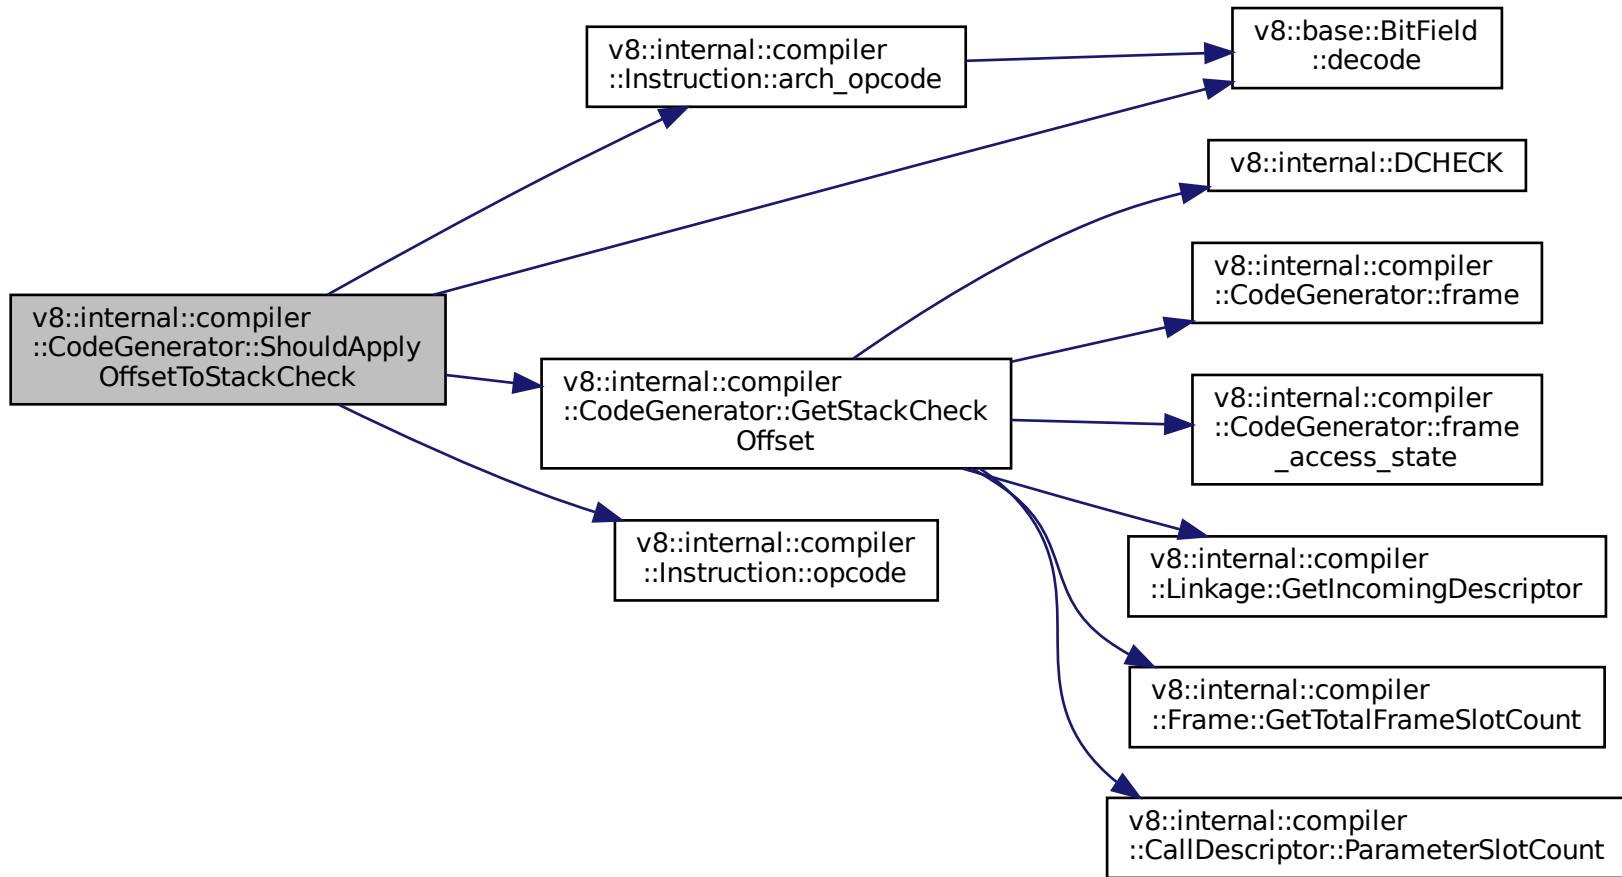 v8::internal::compiler
::CodeGenerator::ShouldApply
OffsetToStackCheck
v8::internal::compiler
::Instruction::arch_opcode
v8::base::BitField
::decode
v8::internal::compiler
::CodeGenerator::GetStackCheck
Offset
v8::internal::DCHECK
v8::internal::compiler
::CodeGenerator::frame
v8::internal::compiler
::CodeGenerator::frame
_access_state
v8::internal::compiler
::Linkage::GetIncomingDescriptor
v8::internal::compiler
::Frame::GetTotalFrameSlotCount
v8::internal::compiler
::CallDescriptor::ParameterSlotCount
v8::internal::compiler
::Instruction::opcode